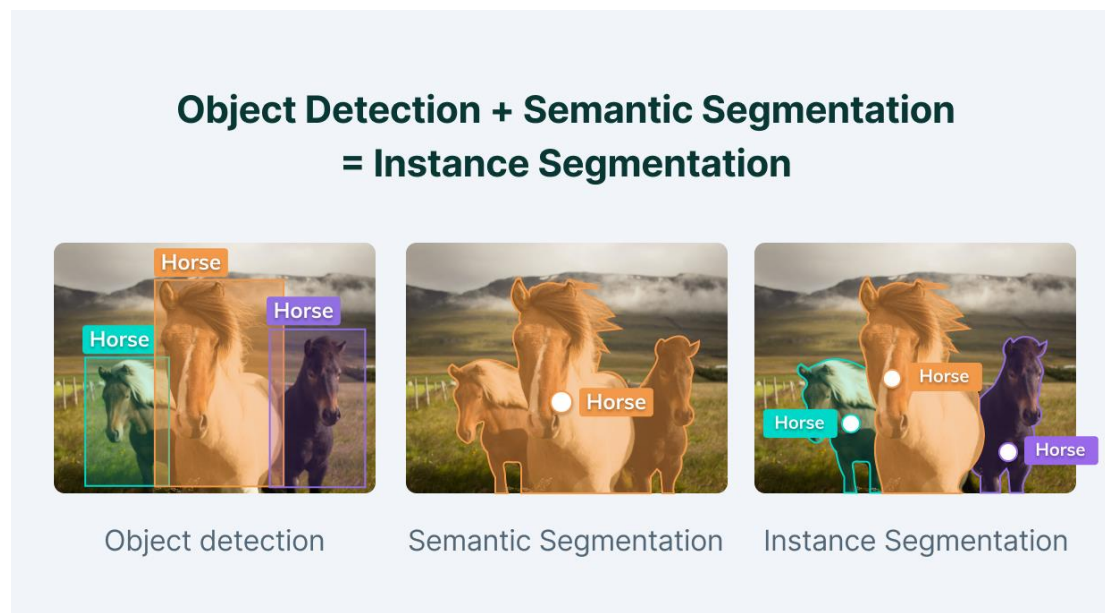 Object Detection + Semantic Segmentation
= Instance Segmentation
Horse
Horse
Horse
Horse
Horse
Horse
Horse
Object detection
Semantic Segmentation
Instance Segmentation